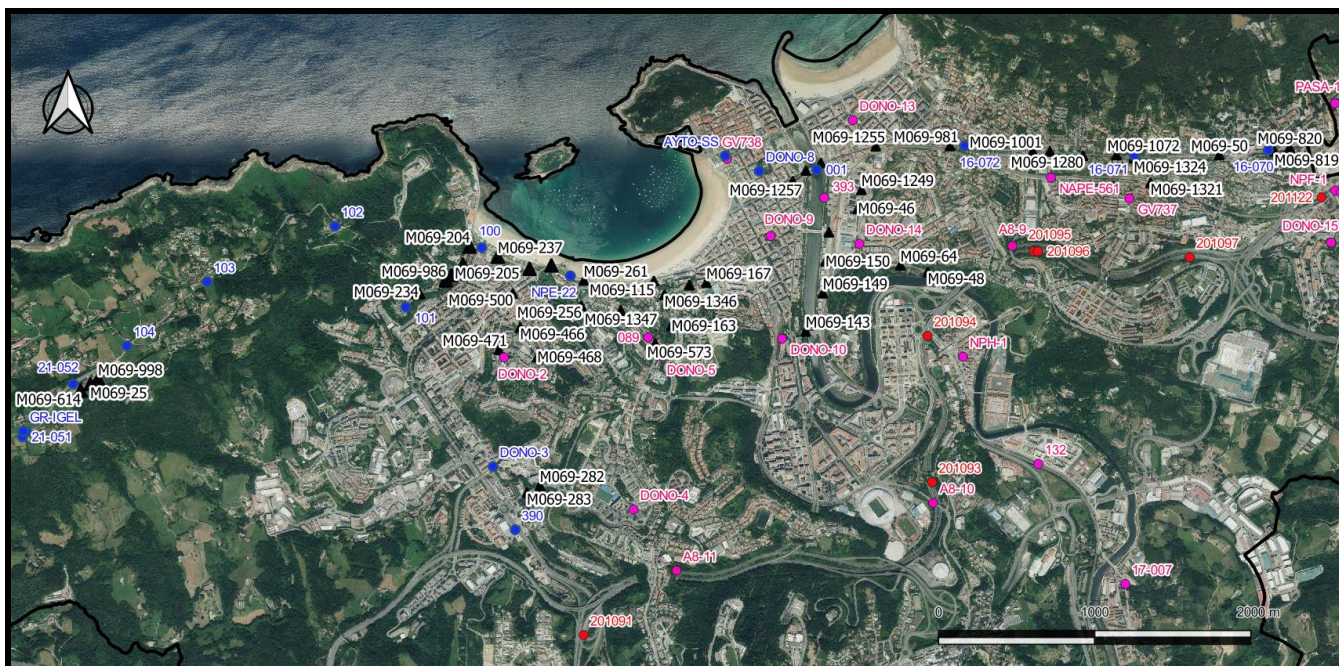 PASA-1
DONO-13
M069-1255
M069-981
M069-1001
M069-1072
M069-50
M069-820
AYTO-SS
GV738
DONO-8
001
16-072
M069-1280
16-071
M069-1324
16-070
M069-819
M069-1257
393
M069-1249
NAPE-561
M069-1321
NPF-1
201122
GV737
M069-46
102
DONO-9
DONO-14
A8-9
201095
DONO-15
M069-204
100
M069-237
201096
201097
M069-150
M069-64
103
M069-986
M069-205
M069-261
M069-167
M069-48
M069-234
NPE-22
M069-115
M069-149
M069-500
M069-1346
101
M069-256
M069-1347
M069-163
M069-143
201094
104
M069-466
089
M069-471
M069-468
M069-573
DONO-10
NPH-1
21-052
M069-998
DONO-2
DONO-5
M069-614
M069-25
GR-IGEL
21-051
DONO-3
132
M069-282
201093
M069-283
DONO-4
A8-10
390
A8-11
17-007
201091
0
1000
2000 m